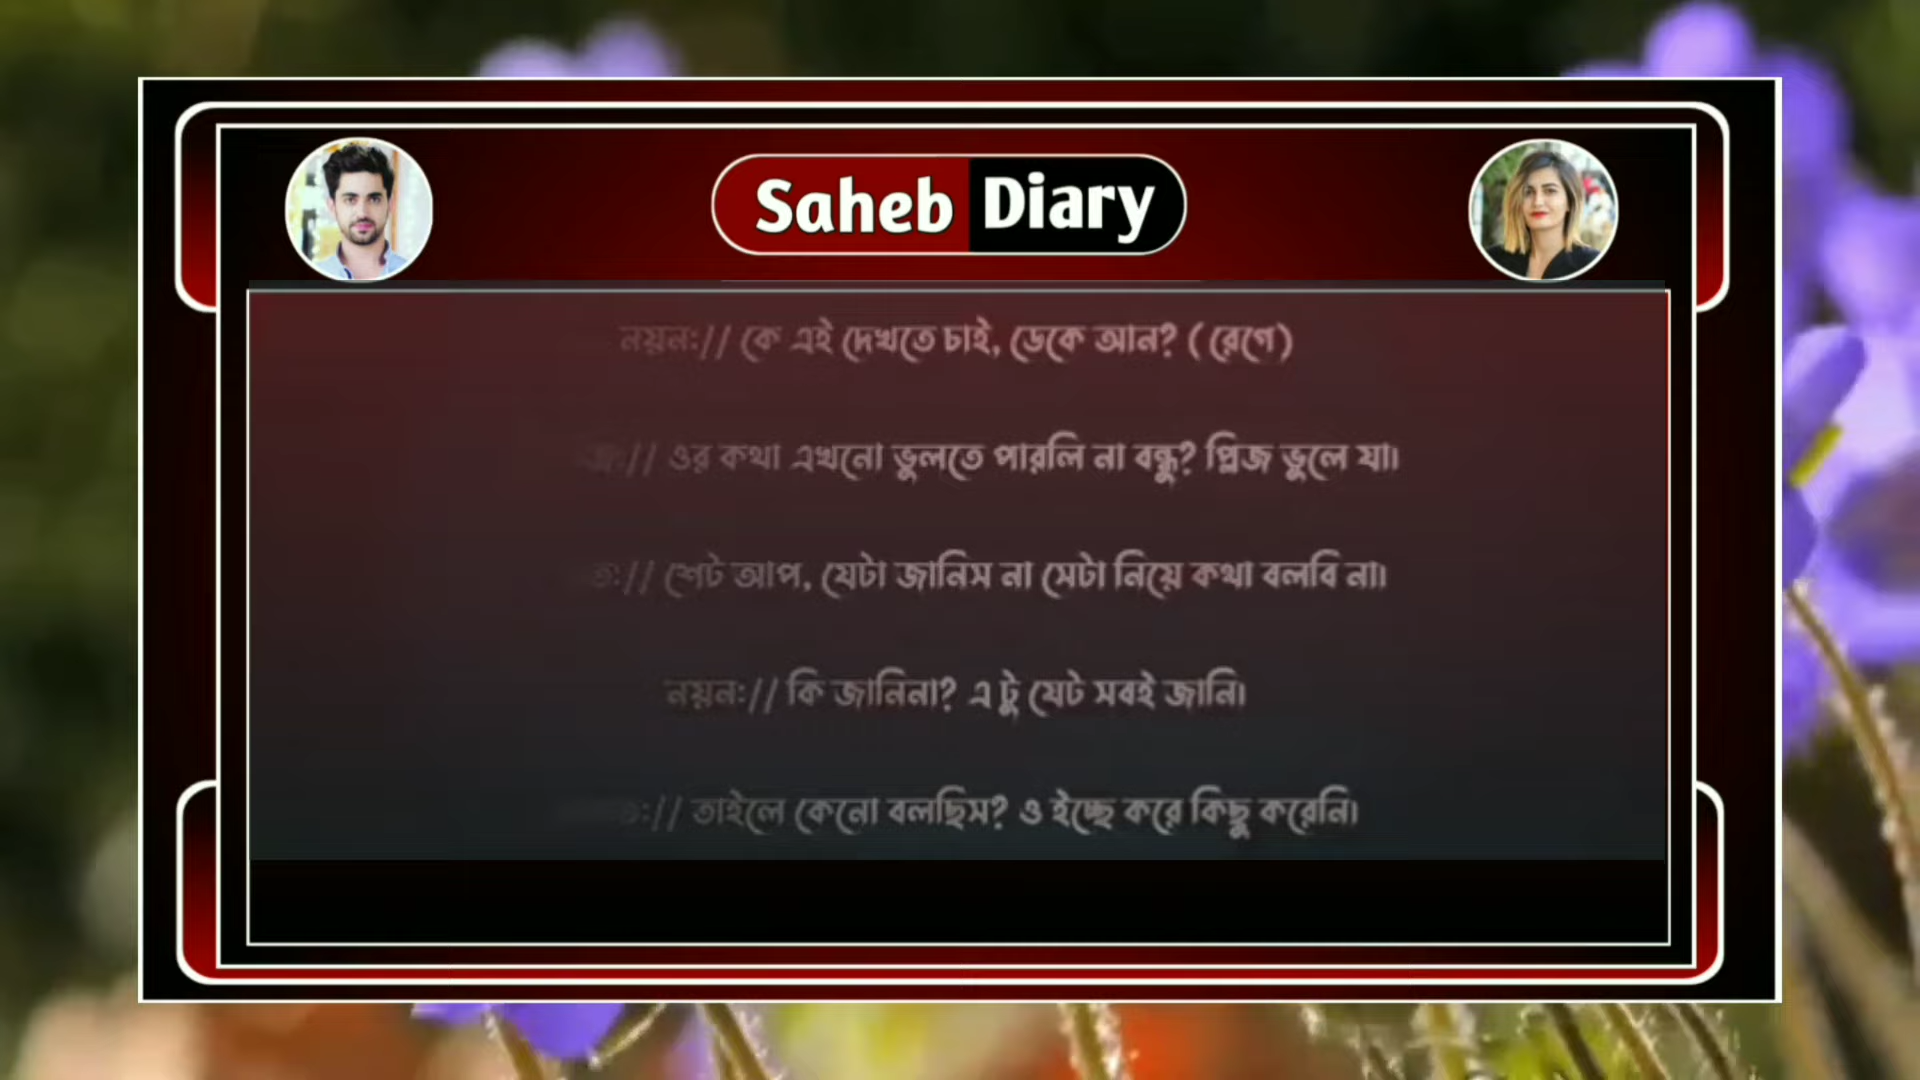 Saheb Diary
নয়ন:// কে এই দেখতে চাই, ডেকে আন? ( রেগে)
:// ওর কথা এখনো ভুলতে পারলি না বন্ধু? প্লিজ ভুলে যা।
:// শেট আপ, যেটা জানিস না সেটা নিয়ে কথা বলবি না।
নয়ন:// কি জানিনা? এ টু যেট সবই জানি।
:// তাইলে কেনো বলছিস? ও ইচ্ছে করে কিছু করেনি।